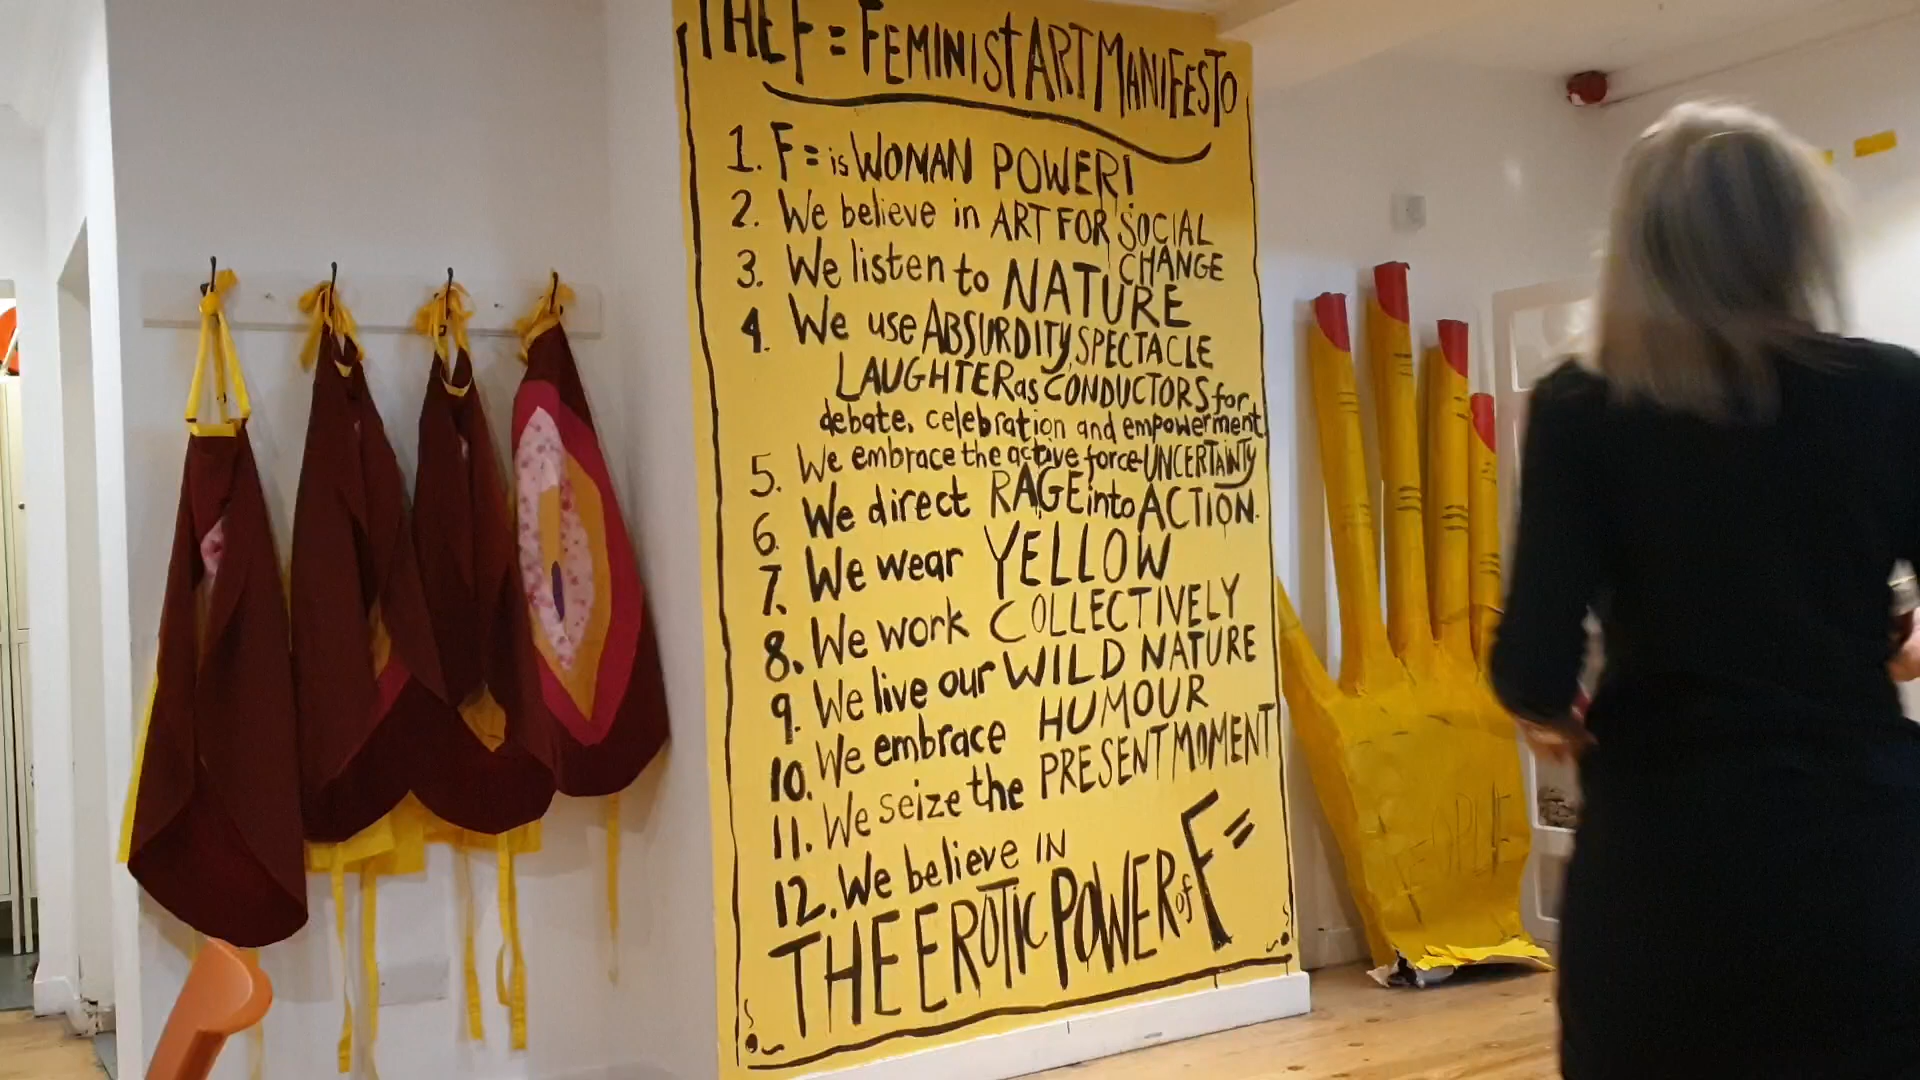 THE F = FEMINIST ART MANIFESTO
1. F = is WOMAN POWER!
2. We believe in ART FOR SOCIAL
CHANGE
3. We listen to NATURE
4. We use ABSURDITY, SPECTACLE
LAUGHTER as CONDUCTORS for
debate, celebration and empowerment
5. We embrace the active force-UNCERTAINTY
6. We direct RAGE into ACTION.
7. We wear YELLOW
8. We work COLLECTIVELY
9. We live our WILD NATURE
10. We embrace HUMOUR
11. We seize the PRESENT MOMENT
12. We believe IN
THE EROTIC POWER of F =